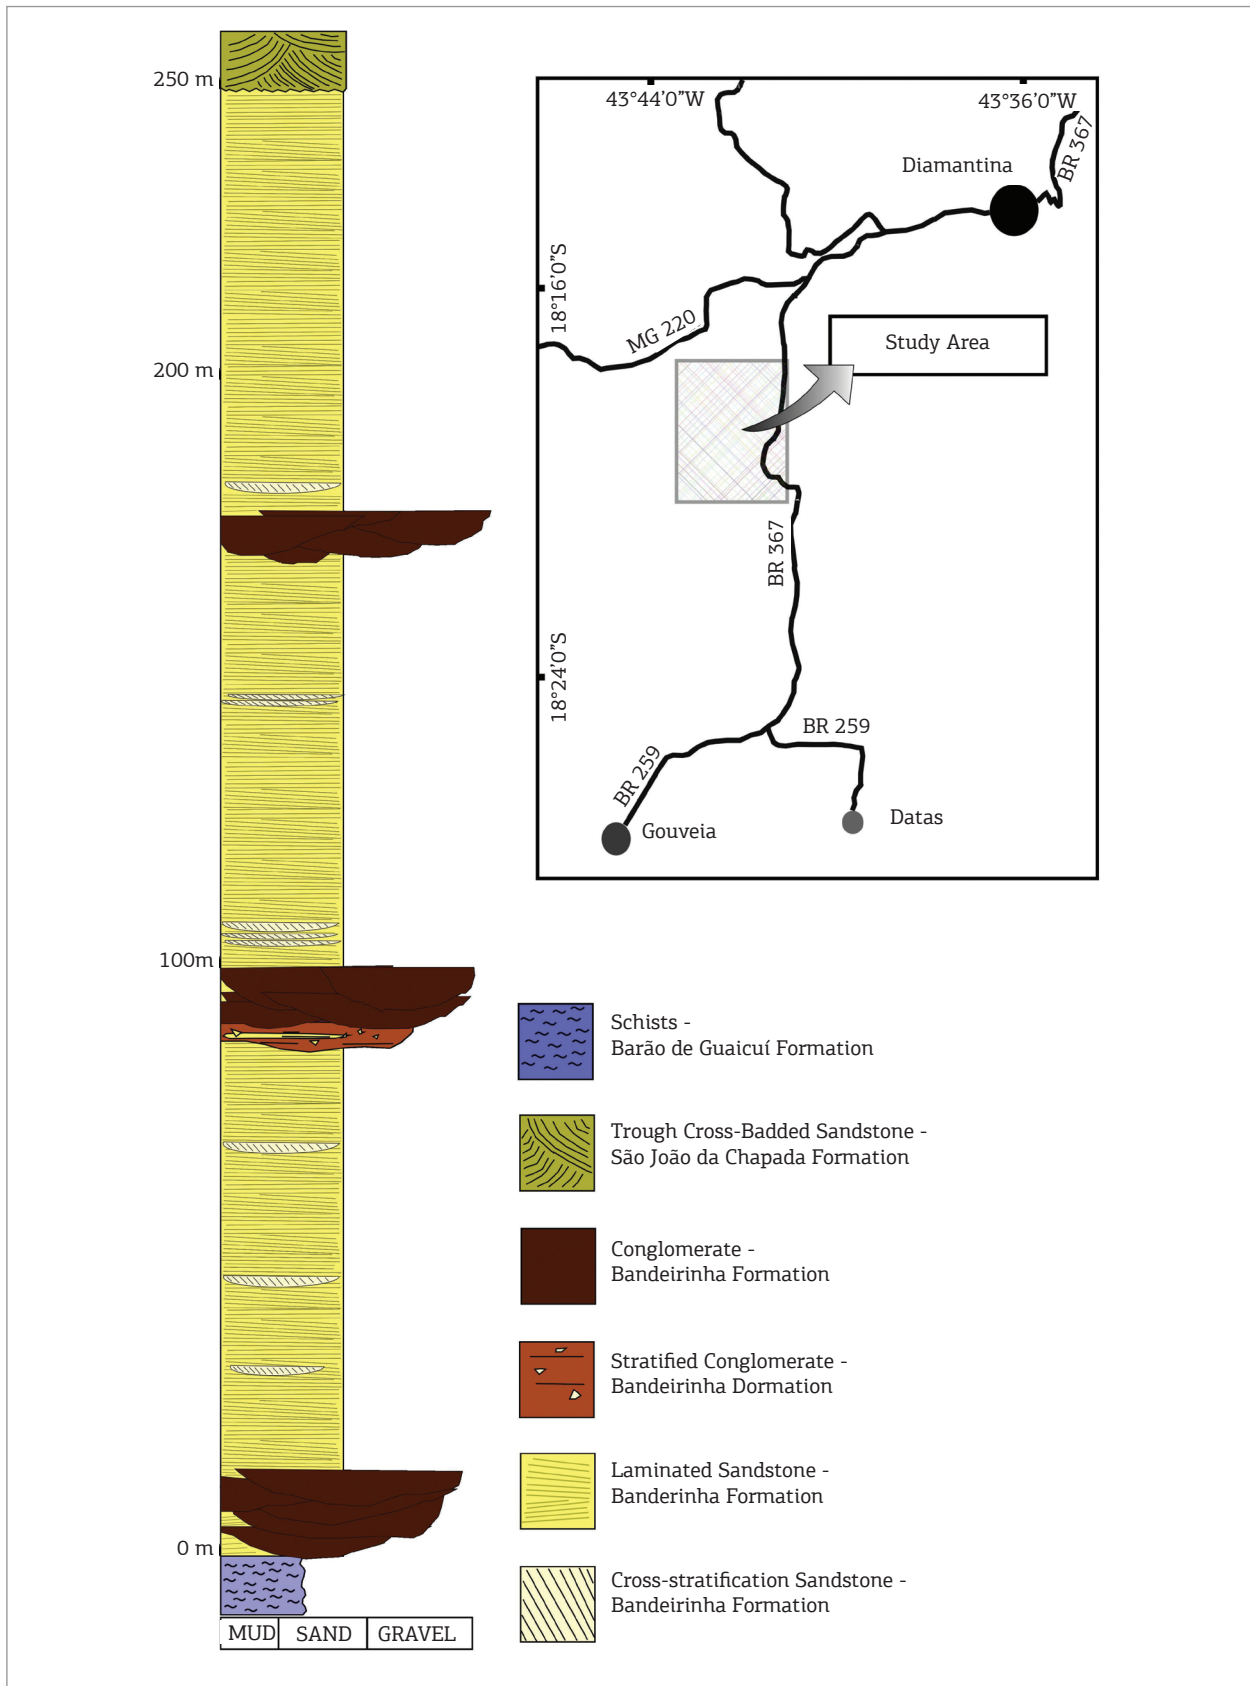 250 m
200 m
100m
0 m
MUD
SAND
GRAVEL
43°44'0"W
43°36'0"W
Diamantina
BR 367
18°16'0"S
MG 220
Study Area
BR 367
18°24'0"S
BR 259
BR 259
Gouveia
Datas
Schists -
Barão de Guaicuí Formation
Trough Cross-Badded Sandstone -
São João da Chapada Formation
Conglomerate -
Bandeirinha Formation
Stratified Conglomerate -
Bandeirinha Dormation
Laminated Sandstone -
Banderinha Formation
Cross-stratification Sandstone -
Bandeirinha Formation